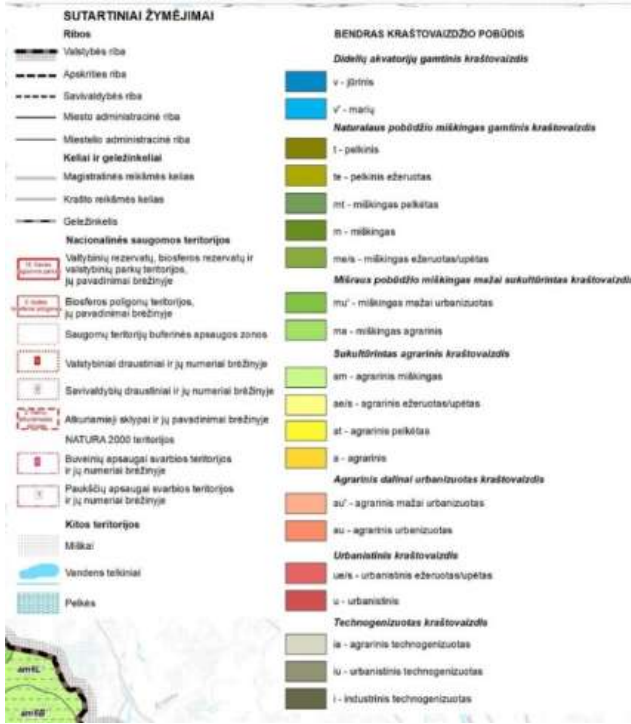 SUTARTINIAI ŽYMĖJIMAI
Ribos
Valstybės riba
Apskrities riba
Savivaldybės riba
Miesto administracinė riba
Miestelio administracinė riba
Keliai ir geležinkeliai
Magistralinės reikšmės kelias
Krašto reikšmės kelias
Geležinkelis
Nacionalinės saugomos teritorijos
Valtybinių rezervatų, biosferos rezervatų ir
valstybinių parkų teritorijos,
jų pavadinimai brėžinyje
Biosferos poligonų teritorijos,
jų pavadinimai brėžinyje
Saugomų teritorijų buferinės apsaugos zonos
Valstybiniai draustiniai ir jų numeriai brėžinyje
Savivaldybių draustiniai ir jų numeriai brėžinyje
Atkuriamieji sklypai ir jų pavadinimai brėžinyje
NATURA 2000 teritorijos
Buveinių apsaugai svarbios teritorijos
ir jų numeriai brėžinyje
Paukščių apsaugai svarbios teritorijos
ir jų numeriai brėžinyje
Kitos teritorijos
Miškai
Vandens telkiniai
Pelkės
BENDRAS KRAŠTOVAIZDŽIO POBŪDIS
Didelių akvatorijų gamtinis kraštovaizdis
v - jūrinis
v' - marių
Natūralaus pobūdžio miškingas gamtinis kraštovaizdis
t - pelkinis
te - pelkinis ežeruotas
mt - miškingas pelkėtas
m - miškingas
me/s - miškingas ežeruotas/upėtas
Mišraus pobūdžio miškingas mažai sukultūrintas kraštovaizdis
mu' - miškingas mažai urbanizuotas
ma - miškingas agrarinis
Sukultūrintas agrarinis kraštovaizdis
am - agrarinis miškingas
ae/s - agrarinis ežeruotas/upėtas
at - agrarinis pelkėtas
a - agrarinis
Agrarinis dalinai urbanizuotas kraštovaizdis
au' - agrarinis mažai urbanizuotas
au - agrarinis urbanizuotas
Urbanistinis kraštovaizdis
ue/s - urbanistinis ežeruotas/upėtas
u - urbanistinis
Technogenizuotas kraštovaizdis
ia - agrarinis technogenizuotas
iu - urbanistinis technogenizuotas
i - industrinis technogenizuotas